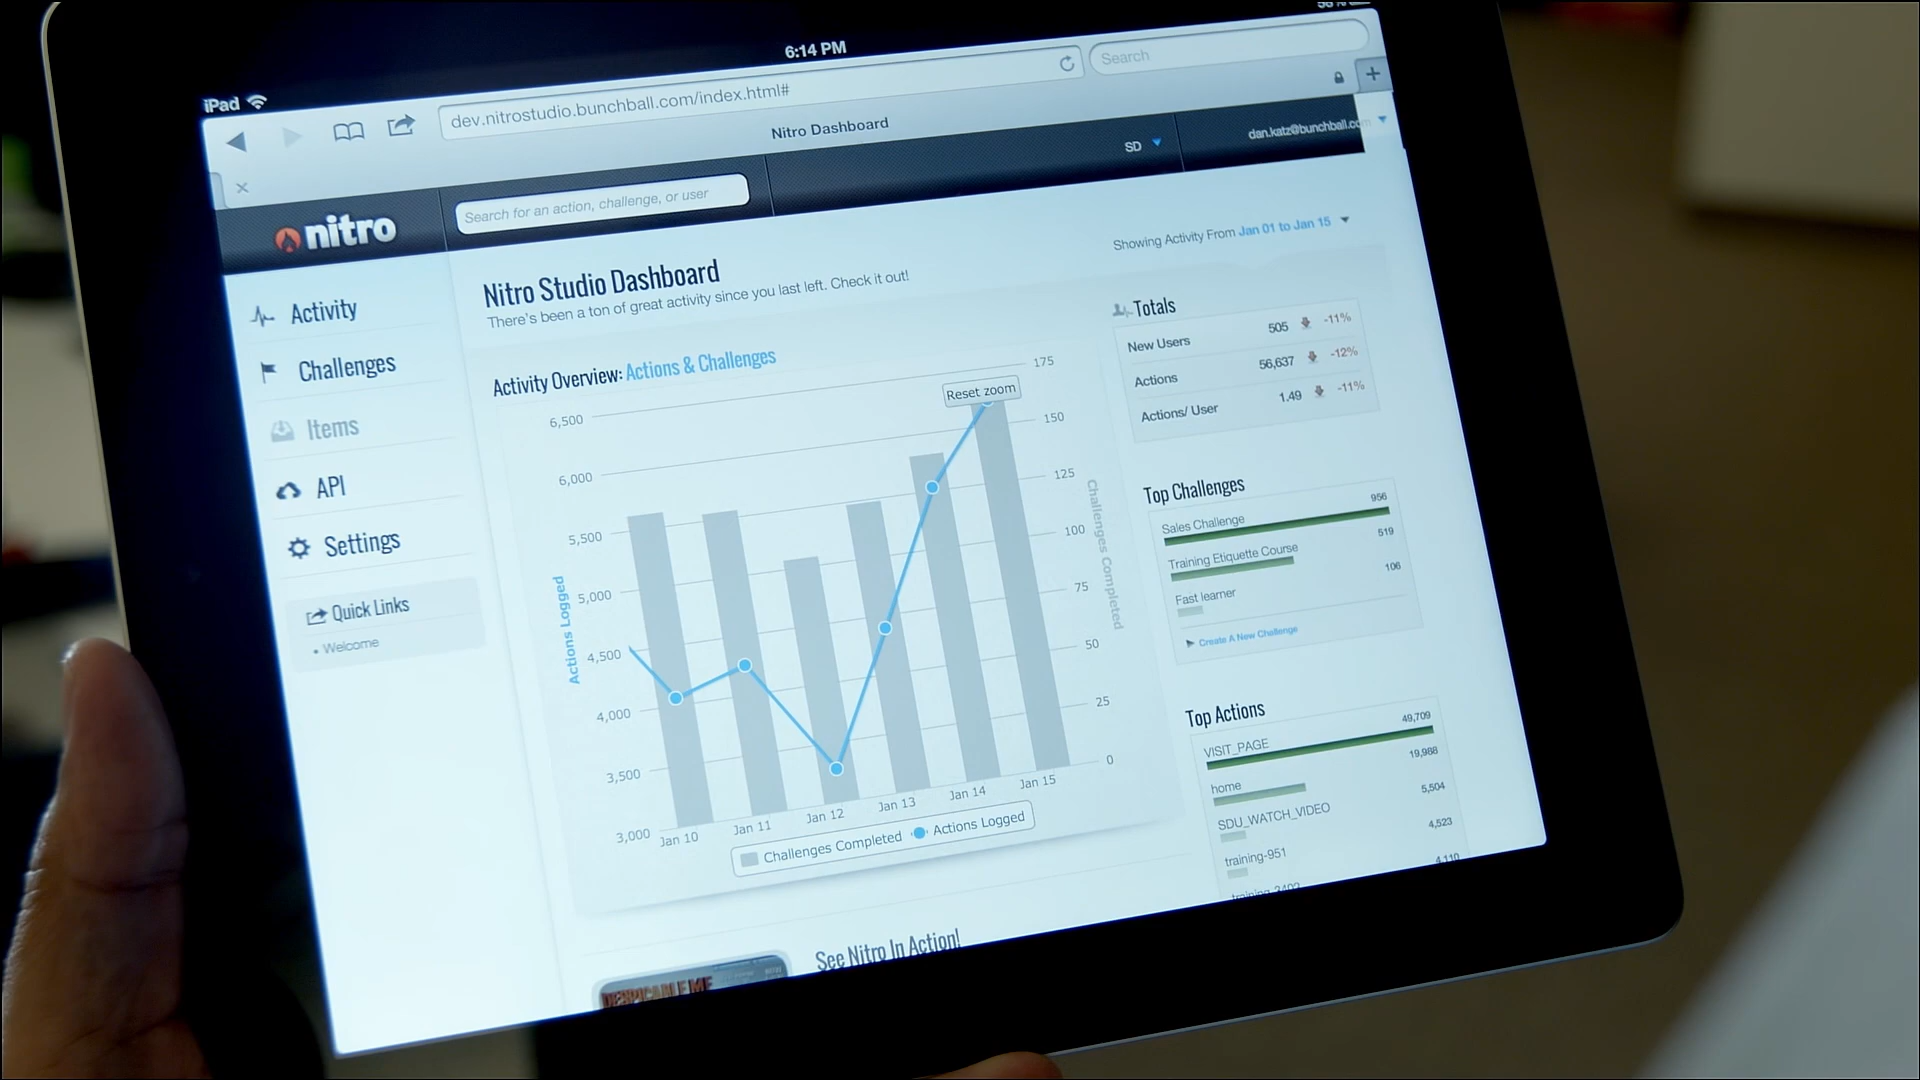 6:14 PM
iPad
dev.nitrostudio.bunchball.com/index.html#
Search
Nitro Dashboard
nitro
Search for an action, challenge, or user
SD
dan.katz@bunchball.com
Activity
Challenges
Items
API
Settings
Quick Links
• Welcome
Nitro Studio Dashboard
There's been a ton of great activity since you last left. Check it out!
Showing Activity From Jan 01 to Jan 15
Activity Overview: Actions & Challenges
Reset zoom
6,500
6,000
5,500
5,000
4,500
4,000
3,500
3,000
Actions Logged
175
150
125
100
75
50
25
0
Challenges Completed
Jan 10
Jan 11
Jan 12
Jan 13
Jan 14
Jan 15
Challenges Completed
Actions Logged
Totals
New Users 505 -11%
Actions 56,637 -12%
Actions/ User 1.49 -11%
Top Challenges
Sales Challenge 956
Training Etiquette Course 519
Fast learner 106
Create A New Challenge
Top Actions
VISIT_PAGE 49,709
home 19,988
SDU_WATCH_VIDEO 5,504
training-951 4,523
4,110
See Nitro In Action!
DESPICABLE ME